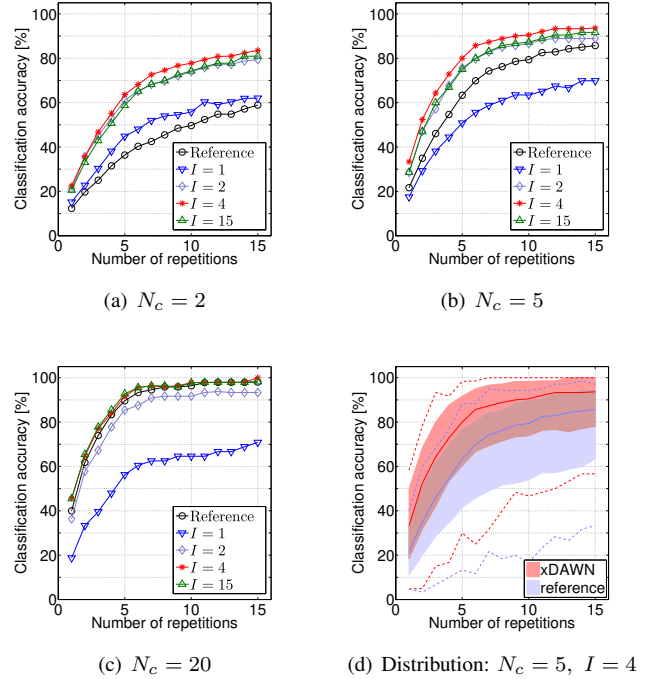 Classification accuracy [%]
100
80
60
40
20
0
0
5
10
15
Number of repetitions
Reference
I = 1
I = 2
I = 4
I = 15
(a) N_c = 2
Classification accuracy [%]
100
80
60
40
20
0
0
5
10
15
Number of repetitions
Reference
I = 1
I = 2
I = 4
I = 15
(b) N_c = 5
Classification accuracy [%]
100
80
60
40
20
0
0
5
10
15
Number of repetitions
Reference
I = 1
I = 2
I = 4
I = 15
(c) N_c = 20
Classification accuracy [%]
100
80
60
40
20
0
0
5
10
15
Number of repetitions
xDAWN
reference
(d) Distribution: N_c = 5, I = 4